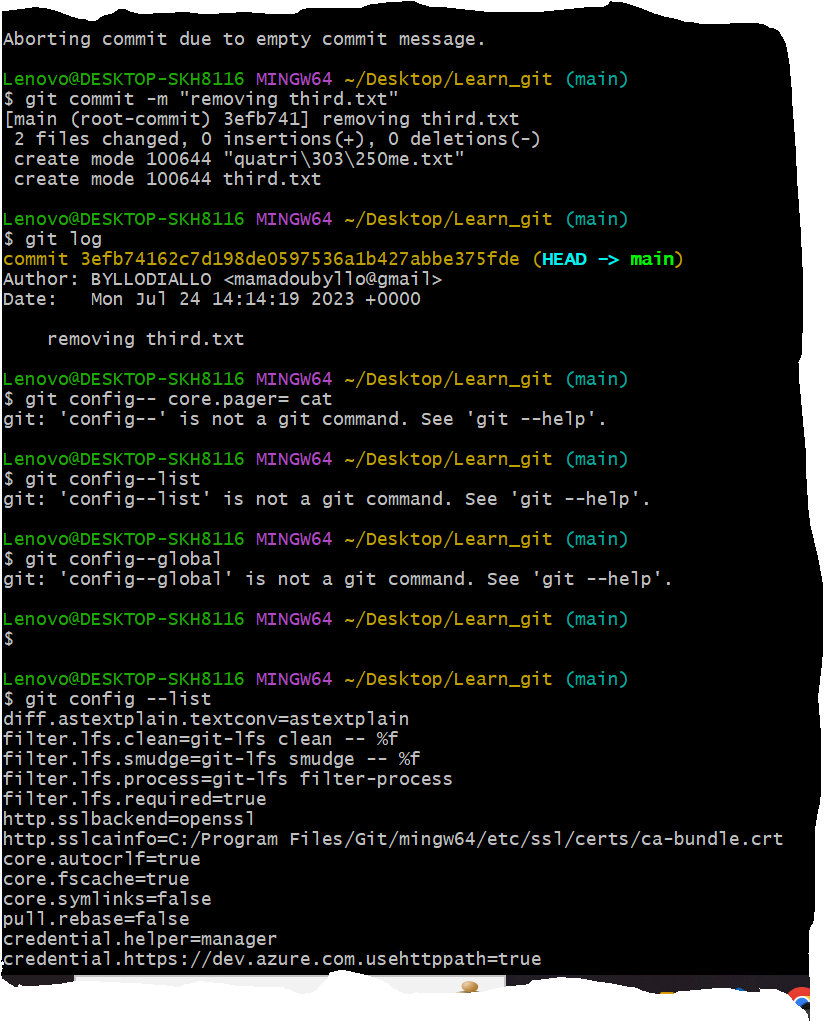 Aborting commit due to empty commit message.
Lenovo@DESKTOP-SKH8116 MINGW64 ~/Desktop/Learn_git (main)
$ git commit -m "removing third.txt"
[main (root-commit) 3efb741] removing third.txt
 2 files changed, 0 insertions(+), 0 deletions(-)
 create mode 100644 "quatri\303\250me.txt"
 create mode 100644 third.txt
Lenovo@DESKTOP-SKH8116 MINGW64 ~/Desktop/Learn_git (main)
$ git log
commit 3efb74162c7d198de0597536a1b427abbe375fde (HEAD -> main)
Author: BYLLODIALLO <mamadoubyllo@gmail>
Date:   Mon Jul 24 14:14:19 2023 +0000
    removing third.txt
Lenovo@DESKTOP-SKH8116 MINGW64 ~/Desktop/Learn_git (main)
$ git config-- core.pager= cat
git: 'config--' is not a git command. See 'git --help'.
Lenovo@DESKTOP-SKH8116 MINGW64 ~/Desktop/Learn_git (main)
$ git config--list
git: 'config--list' is not a git command. See 'git --help'.
Lenovo@DESKTOP-SKH8116 MINGW64 ~/Desktop/Learn_git (main)
$ git config--global
git: 'config--global' is not a git command. See 'git --help'.
Lenovo@DESKTOP-SKH8116 MINGW64 ~/Desktop/Learn_git (main)
$
Lenovo@DESKTOP-SKH8116 MINGW64 ~/Desktop/Learn_git (main)
$ git config --list
diff.astextplain.textconv=astextplain
filter.lfs.clean=git-lfs clean -- %f
filter.lfs.smudge=git-lfs smudge -- %f
filter.lfs.process=git-lfs filter-process
filter.lfs.required=true
http.sslbackend=openssl
http.sslcainfo=C:/Program Files/Git/mingw64/etc/ssl/certs/ca-bundle.crt
core.autocrlf=true
core.fscache=true
core.symlinks=false
pull.rebase=false
credential.helper=manager
credential.https://dev.azure.com.usehttppath=true